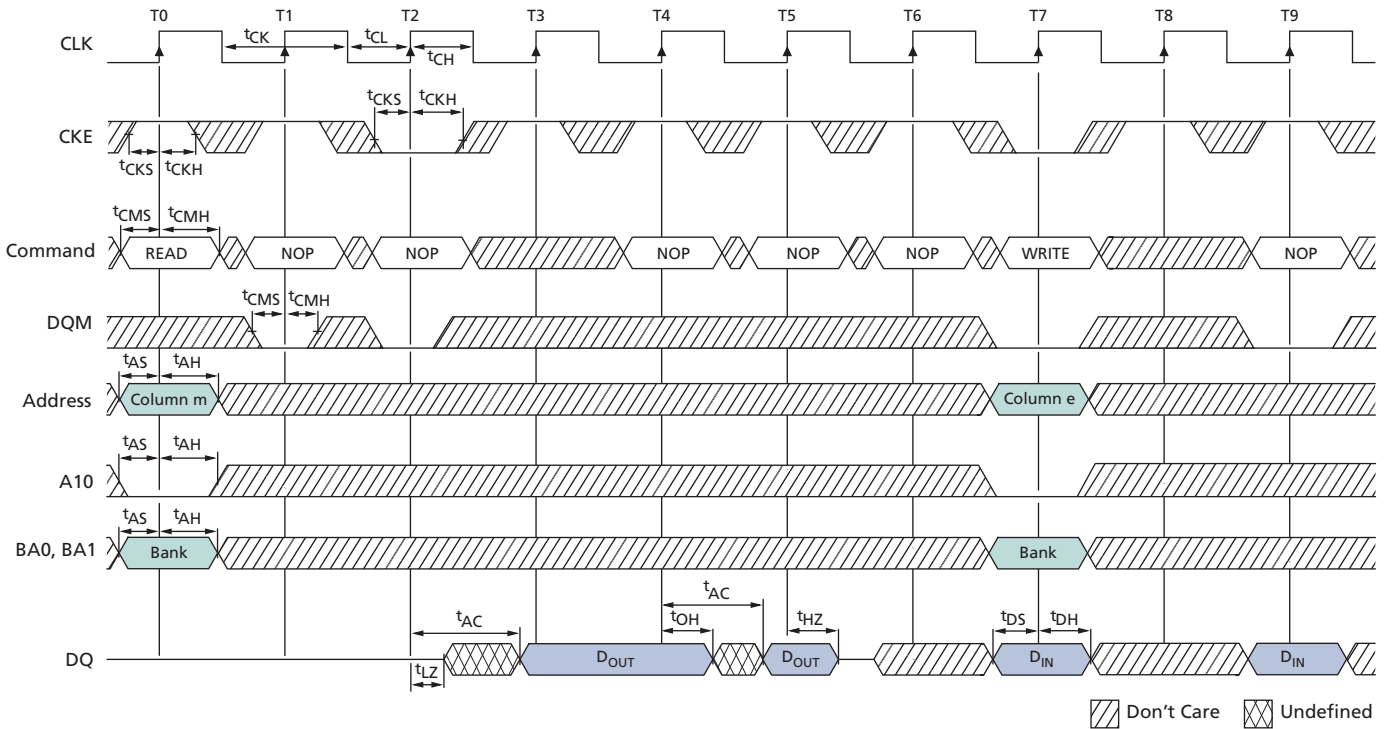 T0 T1 T2 T3 T4 T5 T6 T7 T8 T9
CLK
tCK tCL
tCH
tCKS tCKH
CKE
tCKS tCKH
tCMS tCMH
Command READ NOP NOP NOP NOP NOP WRITE NOP
tCMS tCMH
DQM
tAS tAH
Address Column m Column e
tAS tAH
A10
tAS tAH
BA0, BA1 Bank Bank
tAC
tAC tOH tHZ tDS tDH
DQ DOUT DOUT DIN DIN
tLZ
Don't Care Undefined